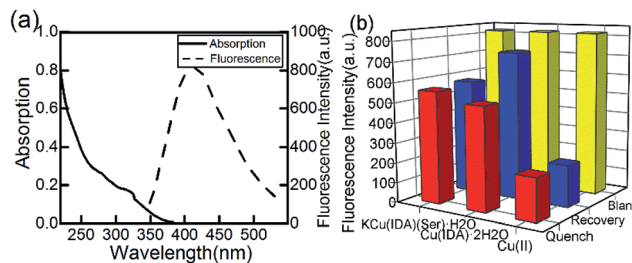 (a)
Absorption
1.0
0.8
0.6
0.4
0.2
0.0
Absorption
Fluorescence
1000
800
600
400
200
0
Fluorescence Intensity(a.u.)
250 300 350 400 450 500
Wavelength(nm)
(b)
Fluorescence Intensity(a.u.)
800
700
600
500
400
300
200
100
0
KCu(IDA)(Ser)·H2O
Cu(IDA)·2H2O
Cu(II)
Quench
Recovery
Blan